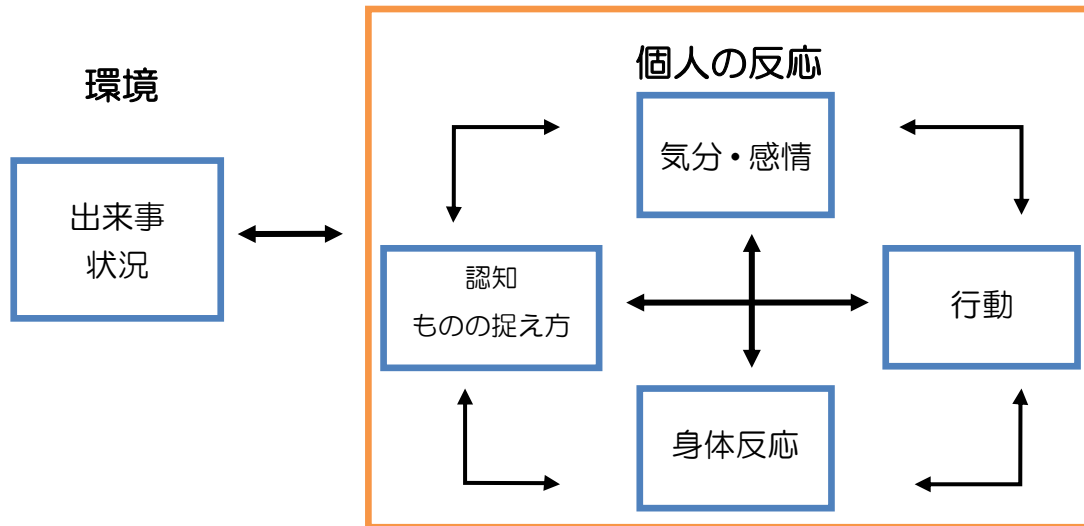 環境
出来事
状況
個人の反応
気分・感情
認知
ものの捉え方
行動
身体反応